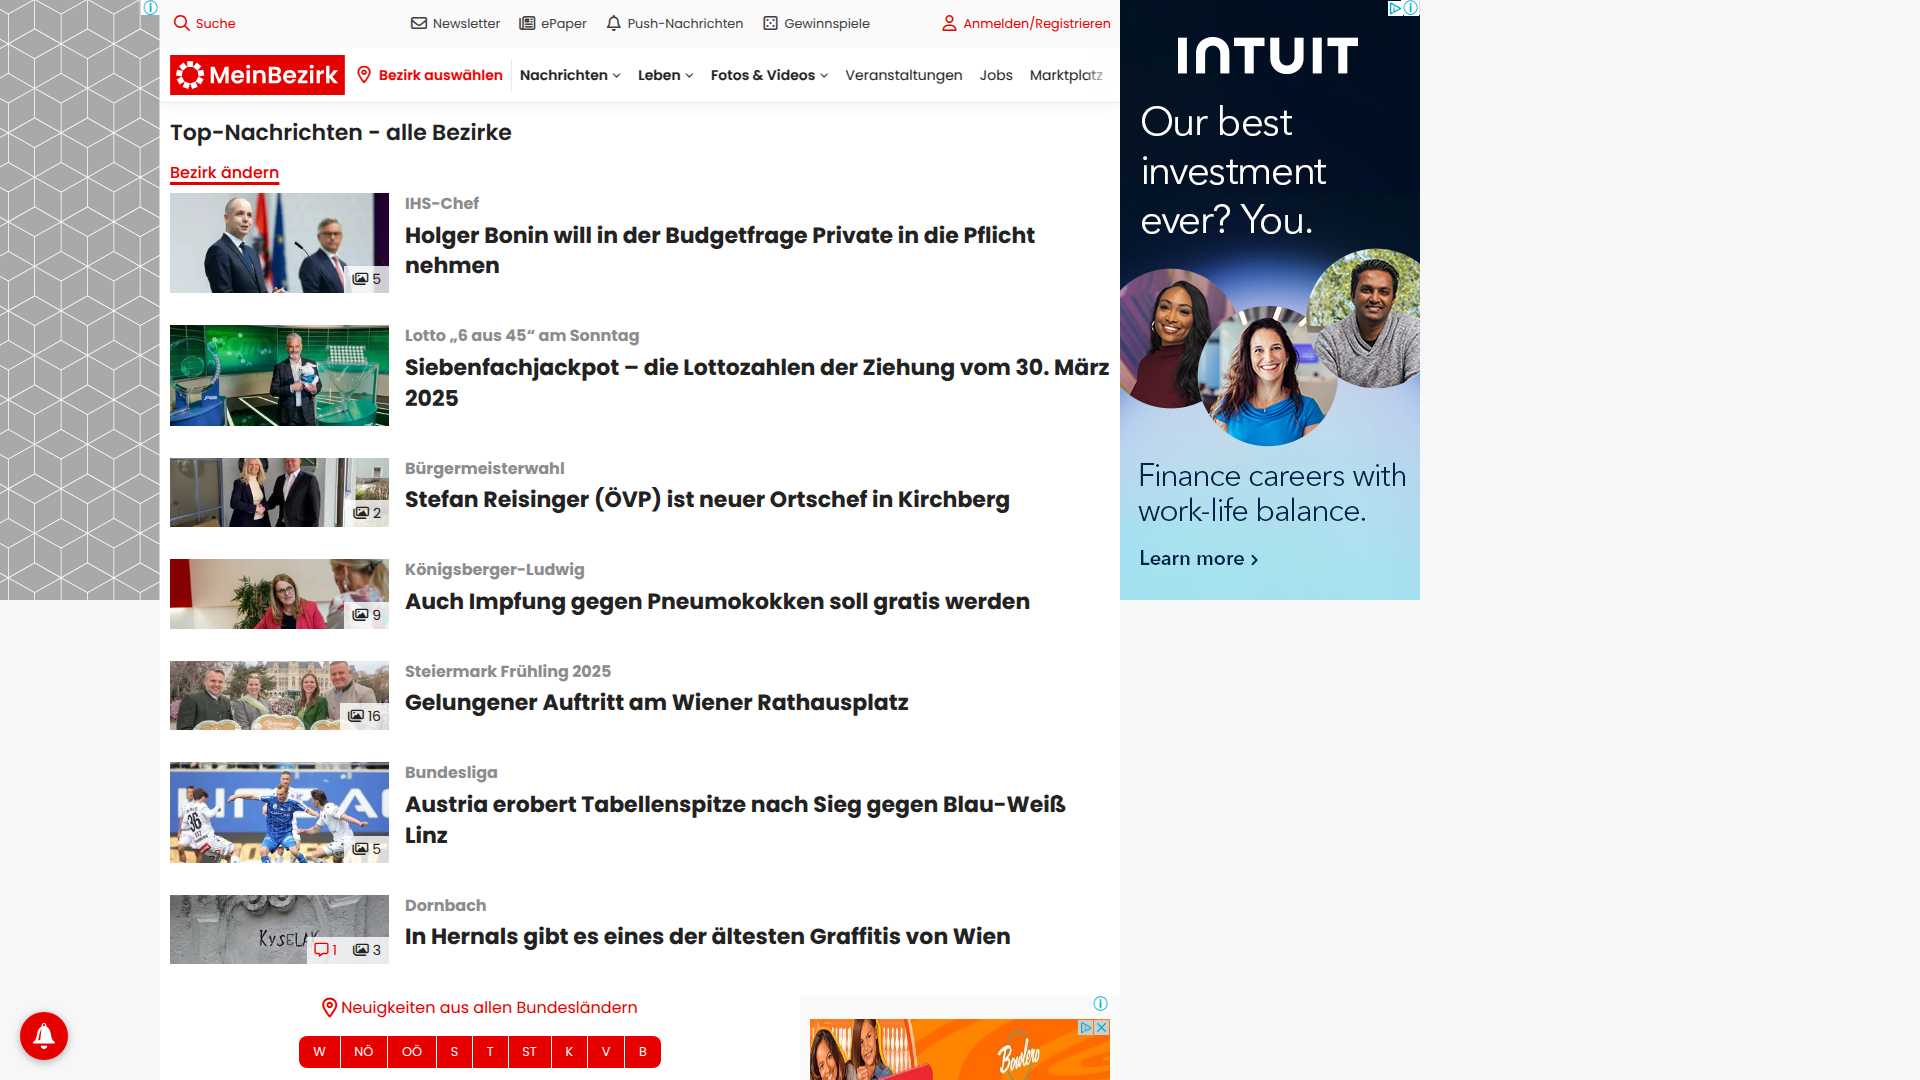 Suche
Newsletter
ePaper
Push-Nachrichten
Gewinnspiele
Anmelden/Registrieren
MeinBezirk
Bezirk auswählen
Nachrichten
Leben
Fotos & Videos
Veranstaltungen
Jobs
Marktplatz
Top-Nachrichten - alle Bezirke
Bezirk ändern
5
IHS-Chef
Holger Bonin will in der Budgetfrage Private in die Pflicht
nehmen
Lotto „6 aus 45“ am Sonntag
Siebenfachjackpot – die Lottozahlen der Ziehung vom 30. März
2025
2
Bürgermeisterwahl
Stefan Reisinger (ÖVP) ist neuer Ortschef in Kirchberg
9
Königsberger-Ludwig
Auch Impfung gegen Pneumokokken soll gratis werden
16
Steiermark Frühling 2025
Gelungener Auftritt am Wiener Rathausplatz
36
5
Bundesliga
Austria erobert Tabellenspitze nach Sieg gegen Blau-Weiß
Linz
KYSELAK
1
3
Dornbach
In Hernals gibt es eines der ältesten Graffitis von Wien
Neuigkeiten aus allen Bundesländern
W
NÖ
OÖ
S
T
ST
K
V
B
INTUIT
Our best
investment
ever? You.
Finance careers with
work-life balance.
Learn more ›
Bowlero